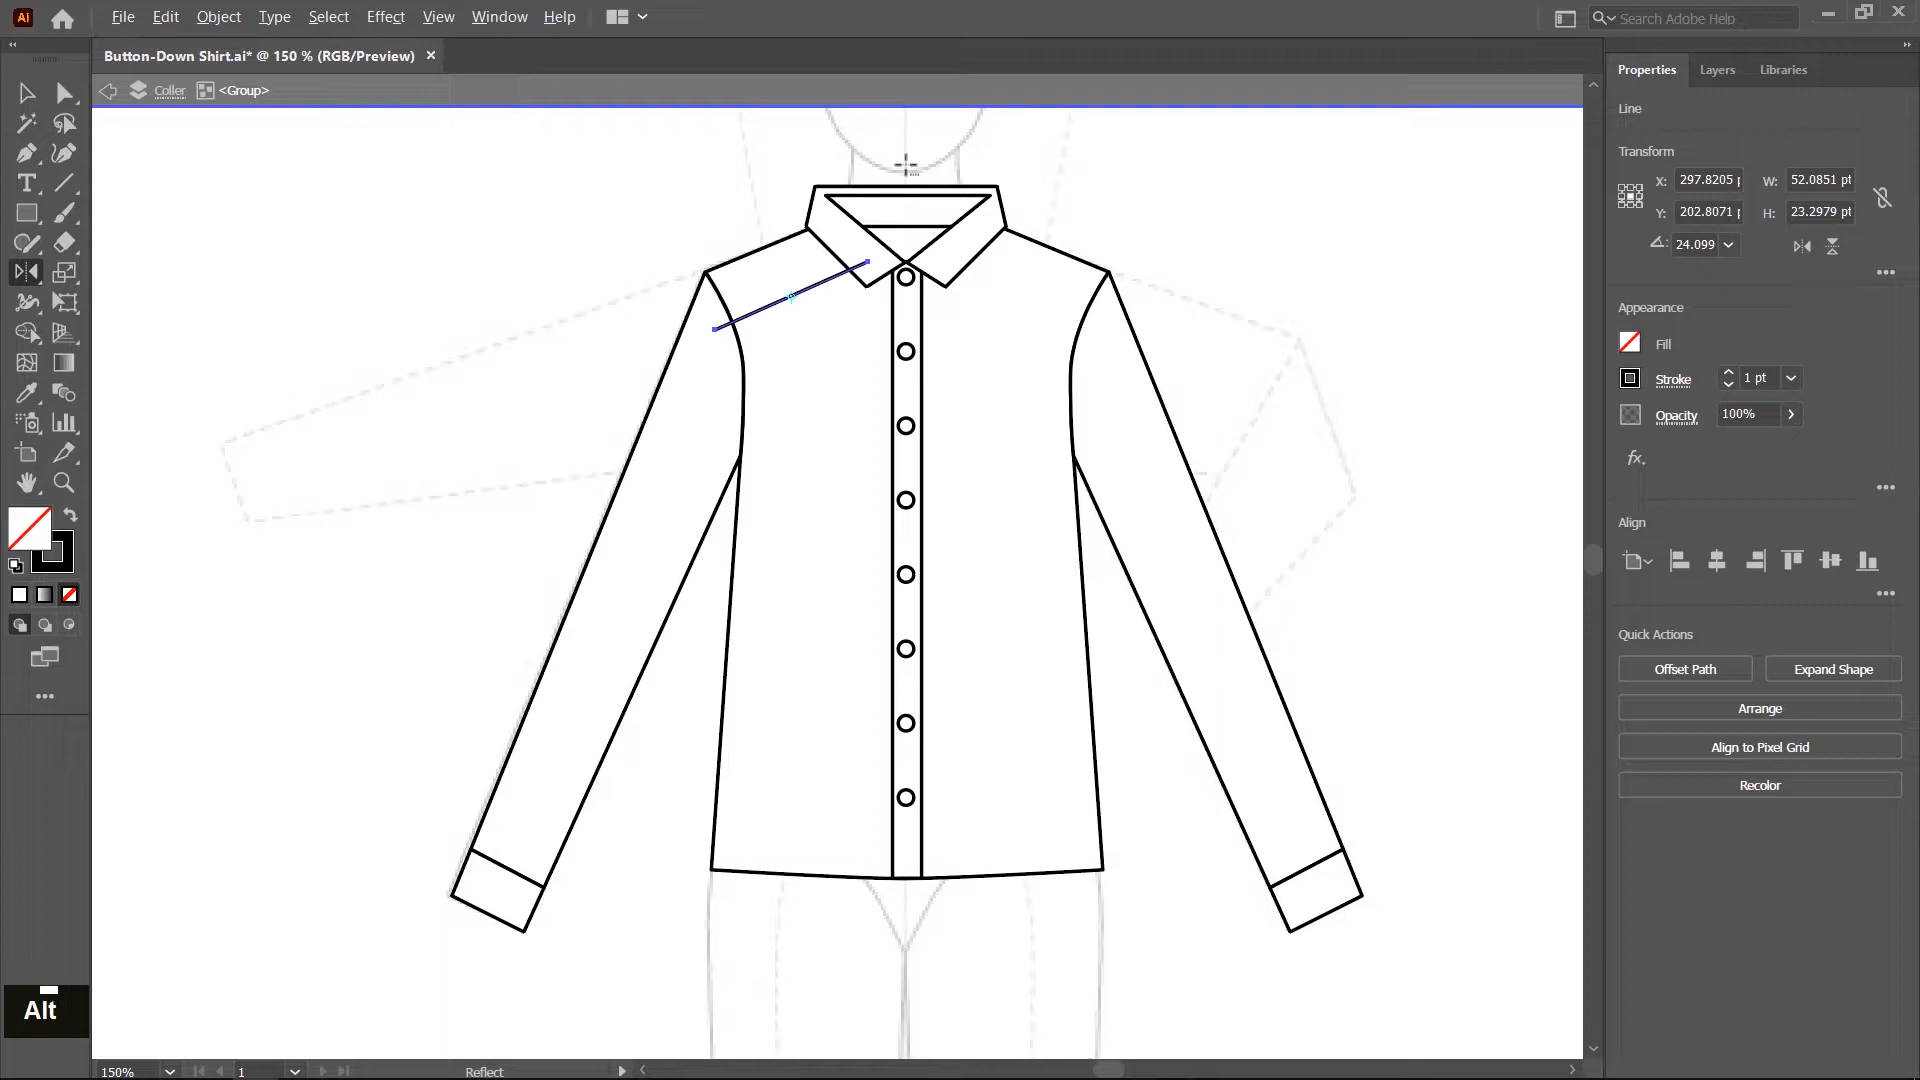 Ai File Edit Object Type Select Effect View Window Help Search Adobe Help
Button-Down Shirt.ai* @ 150 % (RGB/Preview)
Coller <Group>
Properties Layers Libraries
Line
Transform
X: 297.8205 p W: 52.0851 pt
Y: 202.8071 p H: 23.2979 pt
24.099
Appearance
Fill
Stroke 1 pt
Opacity 100%
fx
Align
Quick Actions
Offset Path Expand Shape
Arrange
Align to Pixel Grid
Recolor
Alt
150% 1 Reflect